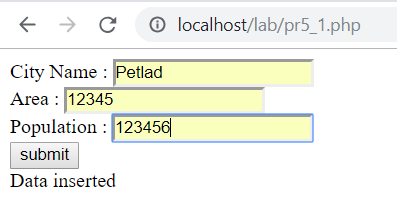 localhost/lab/pr5_1.php
City Name : Petlad
Area : 12345
Population : 123456
submit
Data inserted